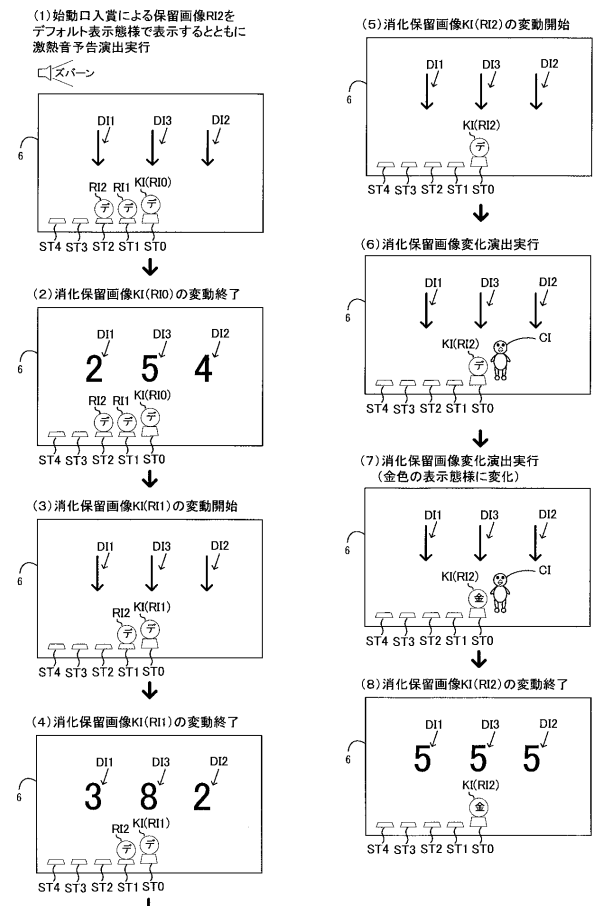 (1)始動口入賞による保留画像RI2を
デフォルト表示態様で表示するとともに
激熱音予告演出実行
ズバーン
6
DI1 DI3 DI2
RI2 RI1 KI(RI0)
デ デ デ
ST4 ST3 ST2 ST1 ST0
(2)消化保留画像KI(RI0)の変動終了
6
DI1 DI3 DI2
2 5 4
RI2 RI1 KI(RI0)
デ デ デ
ST4 ST3 ST2 ST1 ST0
(3)消化保留画像KI(RI1)の変動開始
6
DI1 DI3 DI2
RI2 KI(RI1)
デ デ
ST4 ST3 ST2 ST1 ST0
(4)消化保留画像KI(RI1)の変動終了
6
DI1 DI3 DI2
3 8 2
RI2 KI(RI1)
デ デ
ST4 ST3 ST2 ST1 ST0
(5)消化保留画像KI(RI2)の変動開始
6
DI1 DI3 DI2
KI(RI2)
デ
ST4 ST3 ST2 ST1 ST0
(6)消化保留画像変化演出実行
6
DI1 DI3 DI2
KI(RI2) CI
デ
ST4 ST3 ST2 ST1 ST0
(7)消化保留画像変化演出実行
(金色の表示態様に変化)
6
DI1 DI3 DI2
KI(RI2) CI
金
ST4 ST3 ST2 ST1 ST0
(8)消化保留画像KI(RI2)の変動終了
6
DI1 DI3 DI2
5 5 5
KI(RI2)
金
ST4 ST3 ST2 ST1 ST0